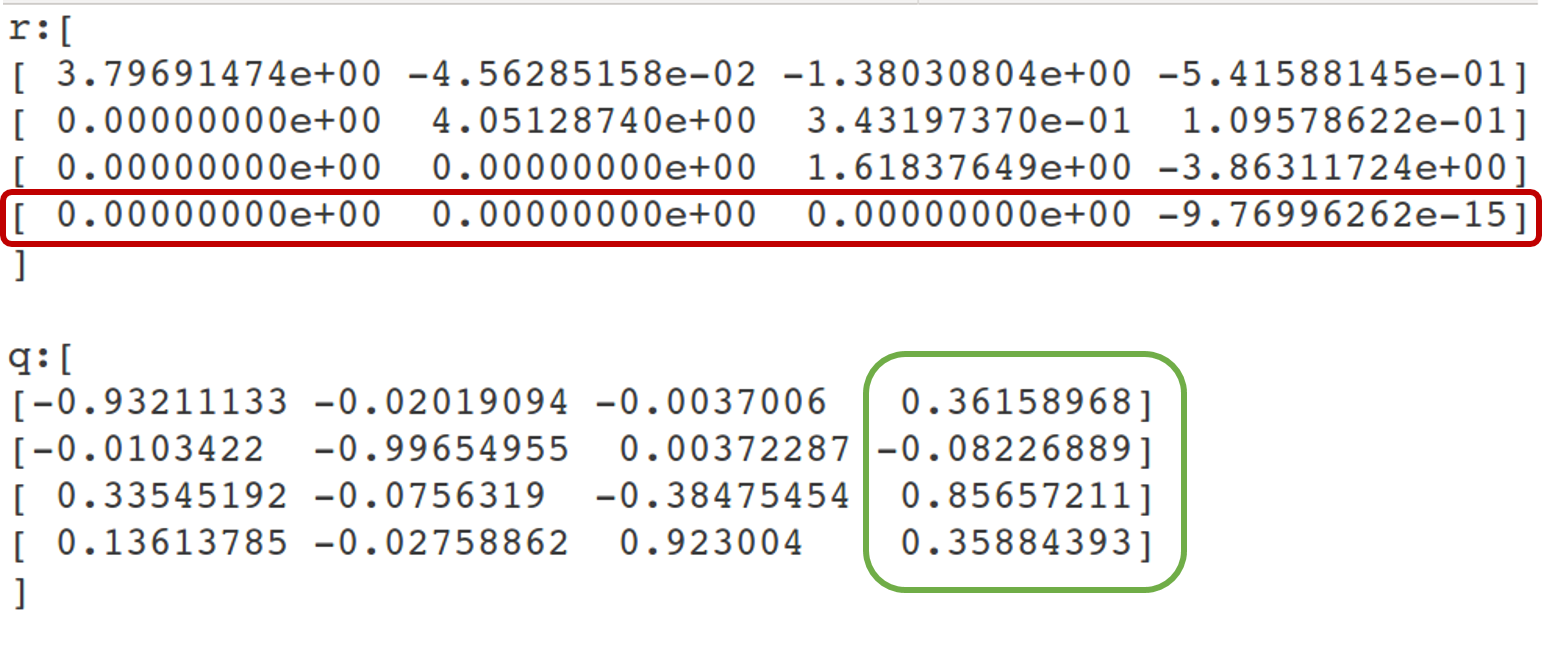 r:[
[ 3.79691474e+00 -4.56285158e-02 -1.38030804e+00 -5.41588145e-01]
[ 0.00000000e+00 4.05128740e+00 3.43197370e-01 1.09578622e-01]
[ 0.00000000e+00 0.00000000e+00 1.61837649e+00 -3.86311724e+00]
[ 0.00000000e+00 0.00000000e+00 0.00000000e+00 -9.76996262e-15]
]
q:[
[-0.93211133 -0.02019094 -0.0037006 0.36158968]
[-0.0103422 -0.99654955 0.00372287 -0.08226889]
[ 0.33545192 -0.0756319 -0.38475454 0.85657211]
[ 0.13613785 -0.02758862 0.923004 0.35884393]
]